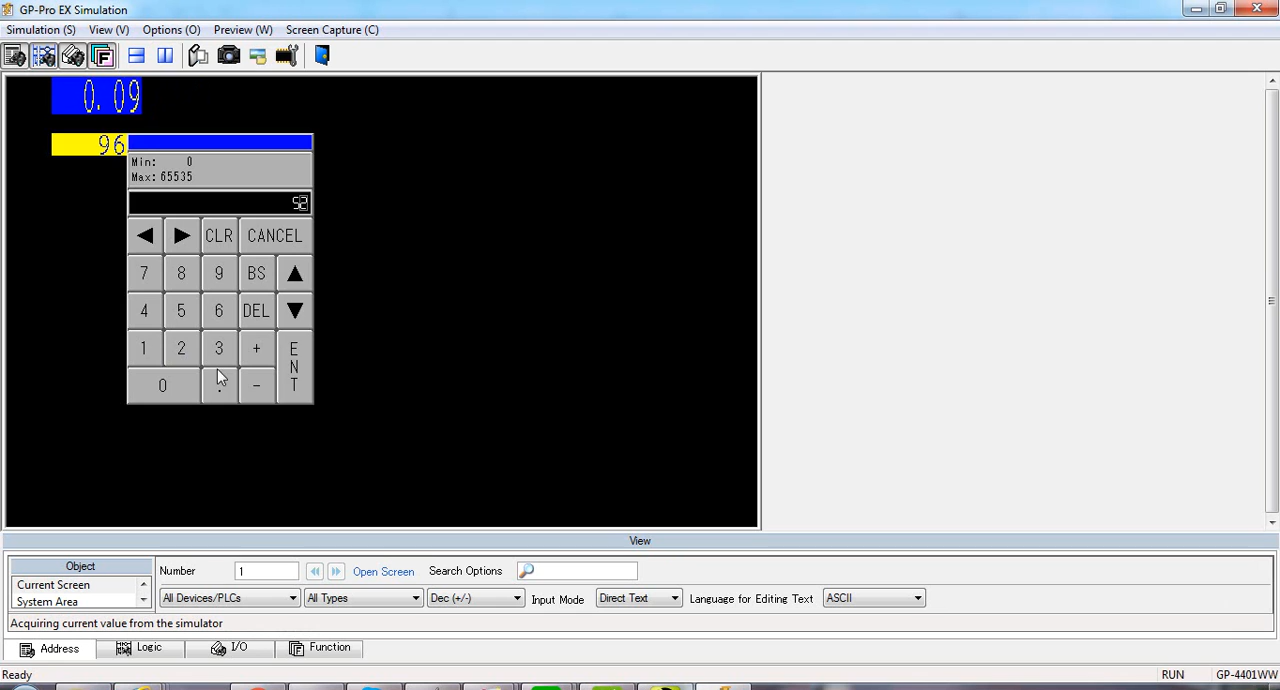 GP-Pro EX Simulation
Simulation (S) View (V) Options (O) Preview (W) Screen Capture (C)
0.09
96
Min: 0
Max: 65535
52
CLR CANCEL
7 8 9 BS
4 5 6 DEL
1 2 3 + ENT
0 . -
View
Object
Current Screen
System Area
Number 1 Open Screen Search Options
All Devices/PLCs All Types Dec (+/-) Input Mode Direct Text Language for Editing Text ASCII
Acquiring current value from the simulator
Address Logic I/O Function
Ready RUN GP-4401WW